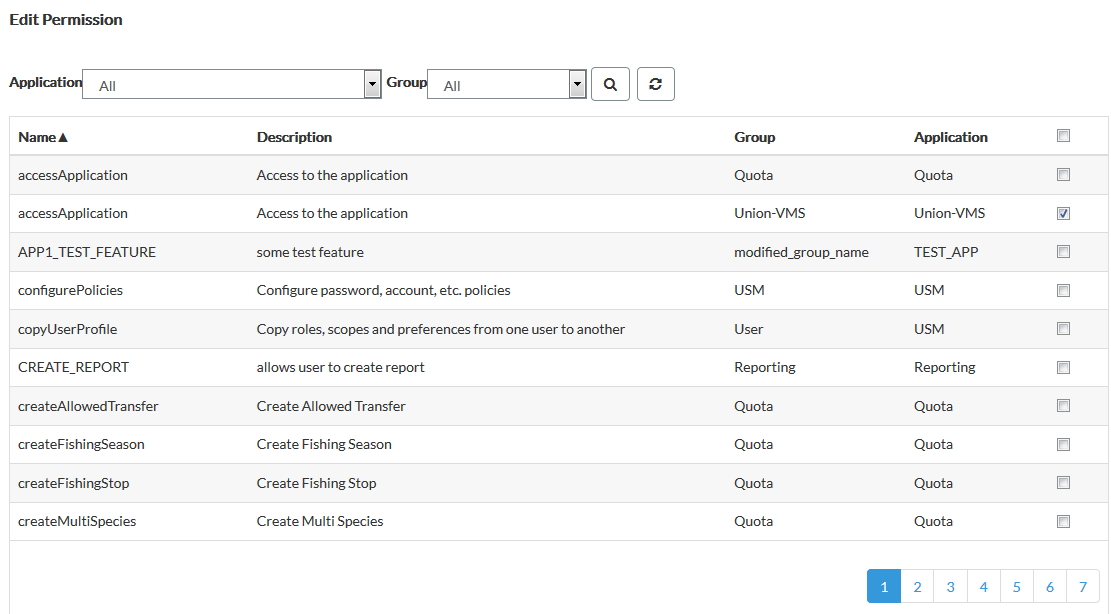 Edit Permission
Application All Group All
Name▲ Description Group Application
accessApplication Access to the application Quota Quota
accessApplication Access to the application Union-VMS Union-VMS
APP1_TEST_FEATURE some test feature modified_group_name TEST_APP
configurePolicies Configure password, account, etc. policies USM USM
copyUserProfile Copy roles, scopes and preferences from one user to another User USM
CREATE_REPORT allows user to create report Reporting Reporting
createAllowedTransfer Create Allowed Transfer Quota Quota
createFishingSeason Create Fishing Season Quota Quota
createFishingStop Create Fishing Stop Quota Quota
createMultiSpecies Create Multi Species Quota Quota
1 2 3 4 5 6 7